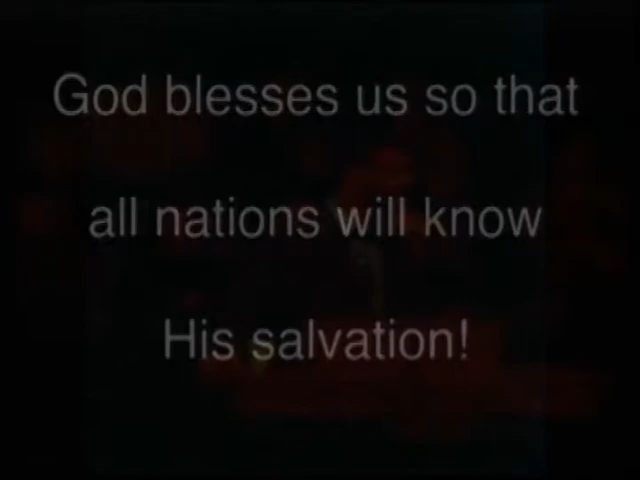 God blesses us so that
all nations will know
His salvation!